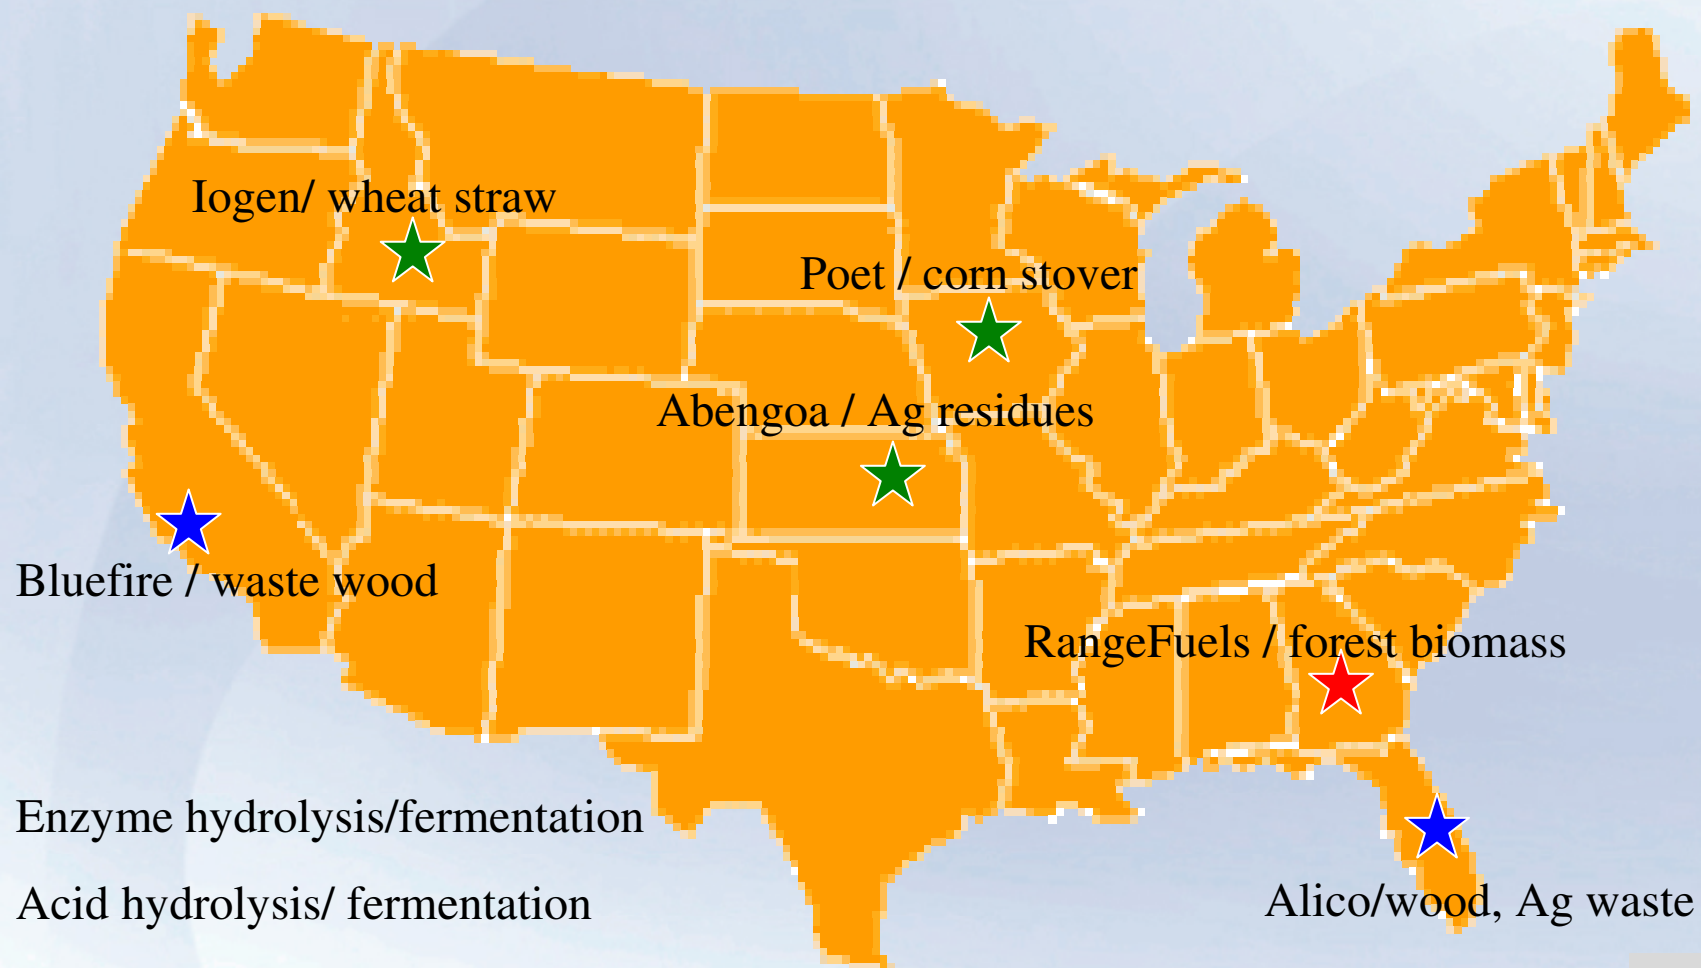 Iogen/ wheat straw
Poet / corn stover
Abengoa / Ag residues
Bluefire / waste wood
RangeFuels / forest biomass
Enzyme hydrolysis/fermentation
Acid hydrolysis/ fermentation
Alico/wood, Ag waste